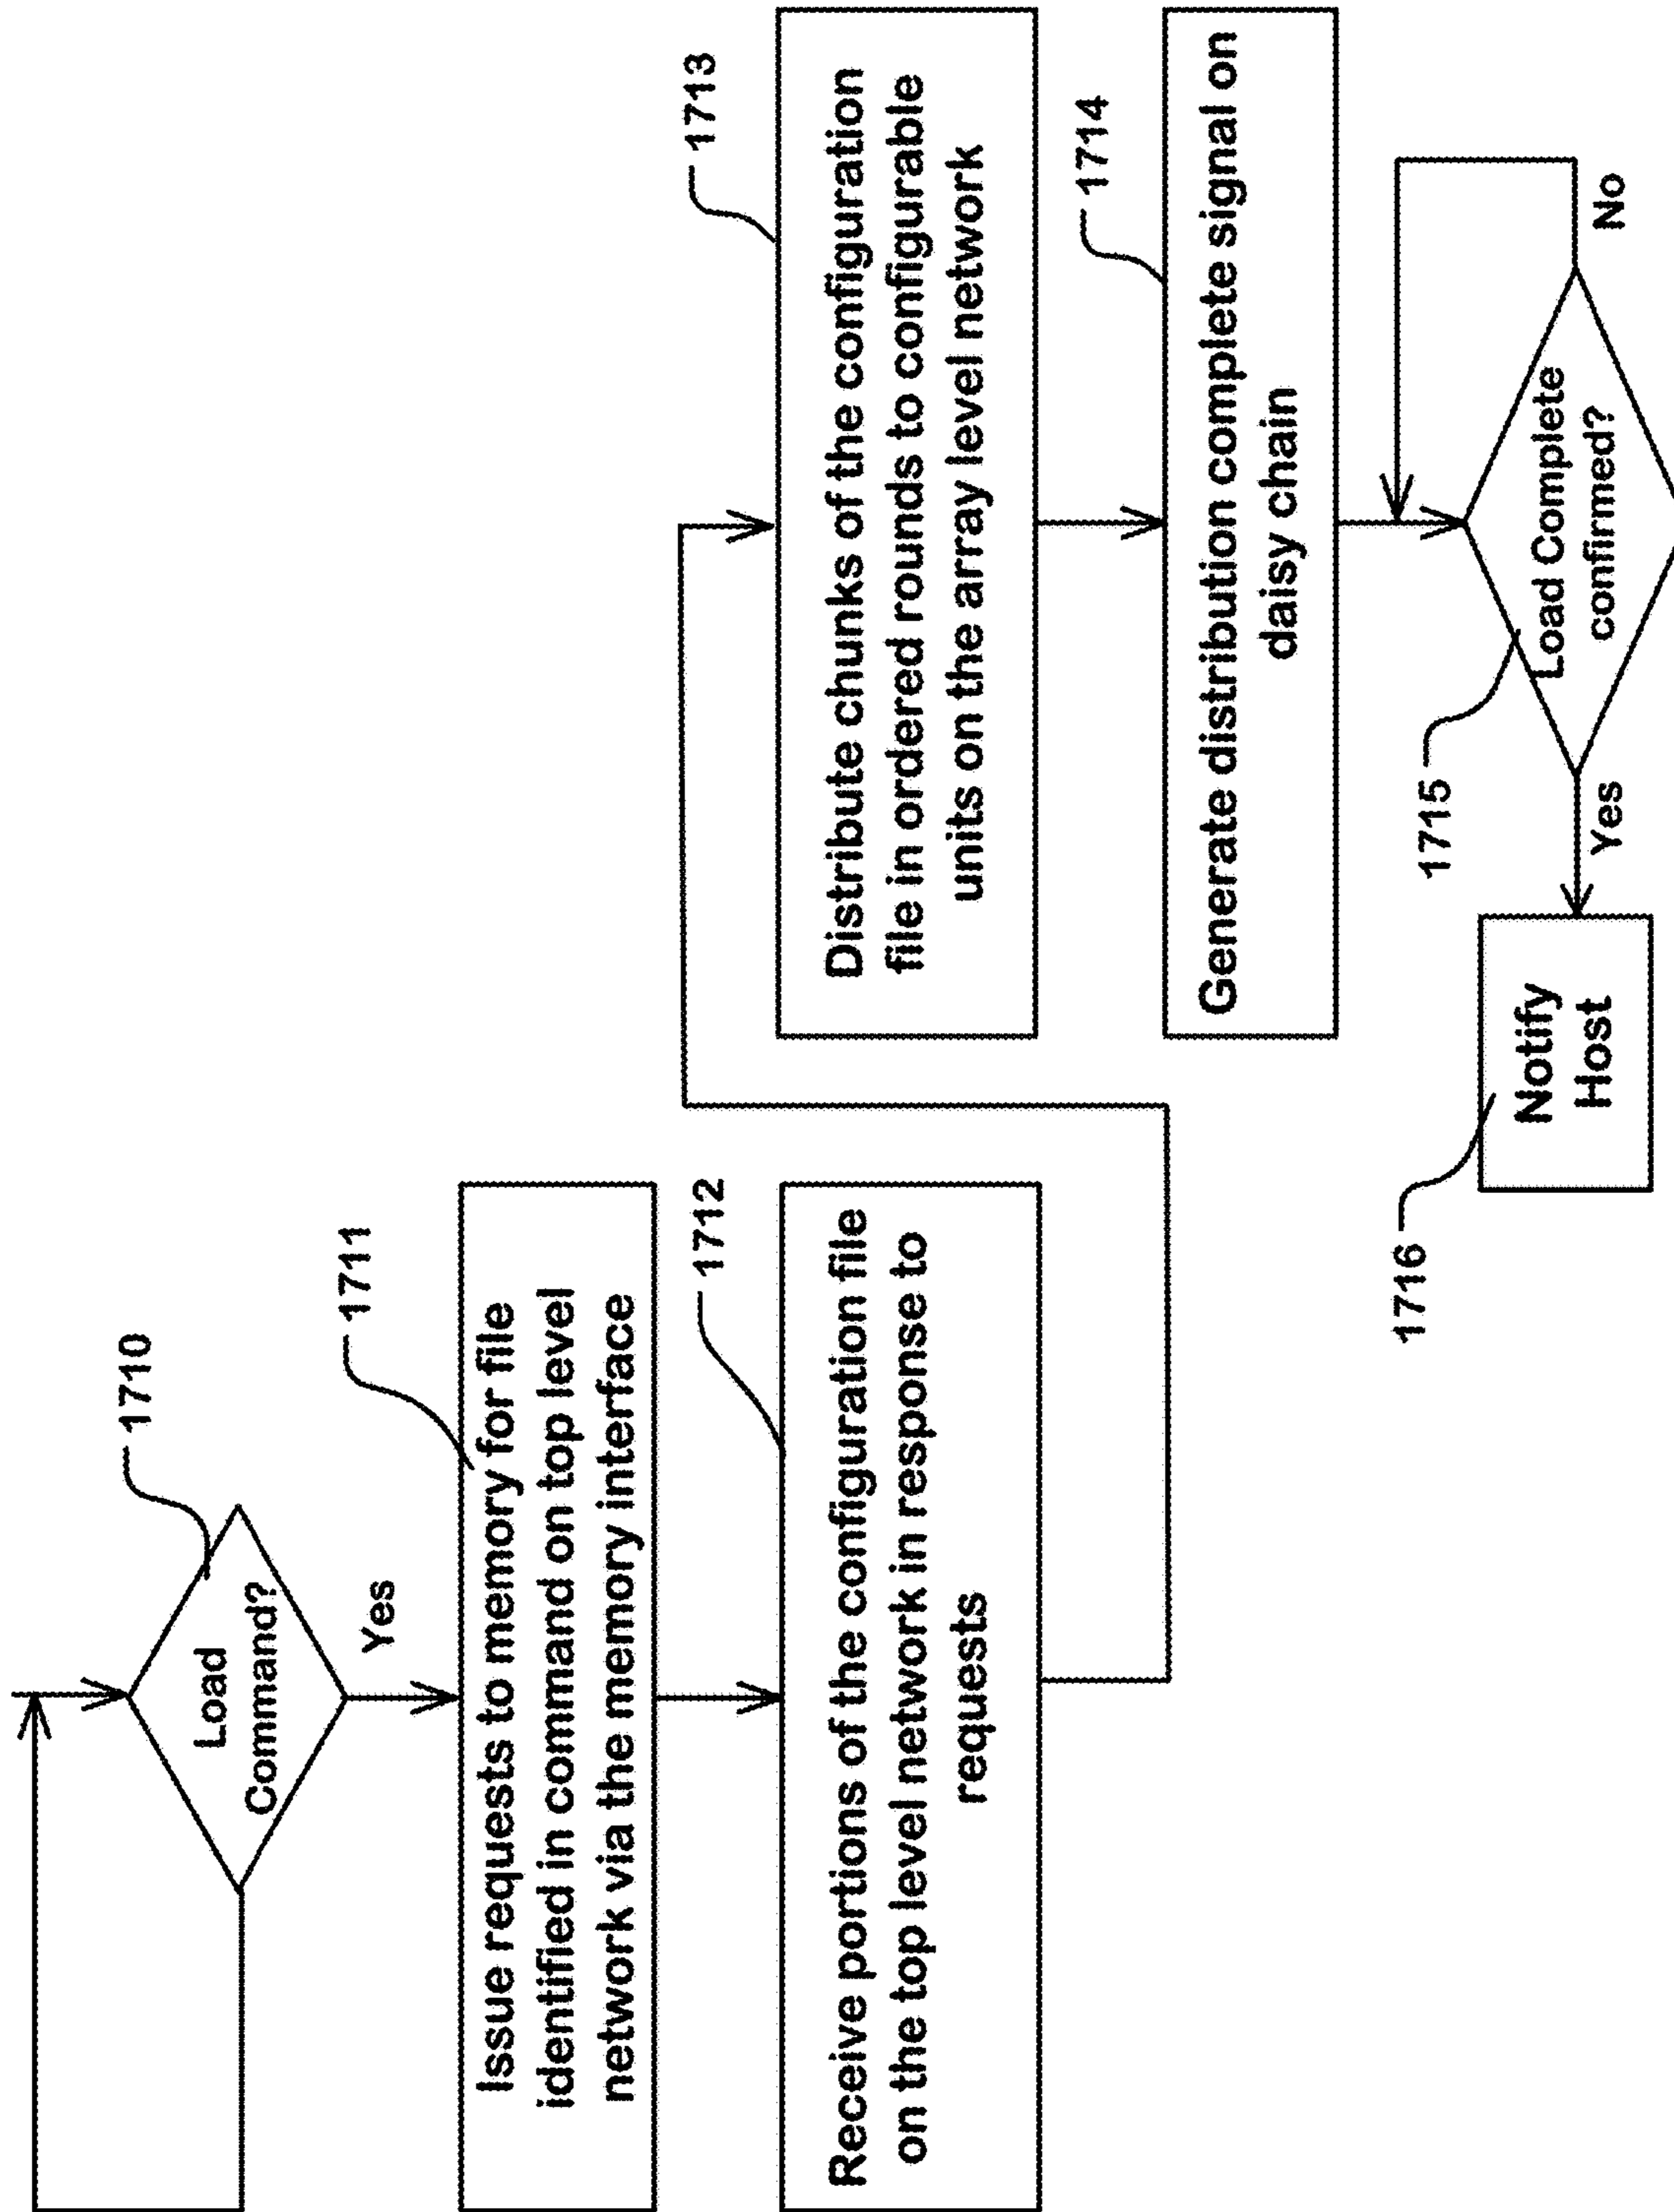 1710
Load
Command?
Yes
1711
Issue requests to memory for file
identified in command on top level
network via the memory interface
1712
Receive portions of the configuration file
on the top level network in response to
requests
1713
Distribute chunks of the configuration
file in ordered rounds to configurable
units on the array level network
1714
Generate distribution complete signal on
daisy chain
1715
Load Complete
confirmed?
No
Yes
1716
Notify
Host